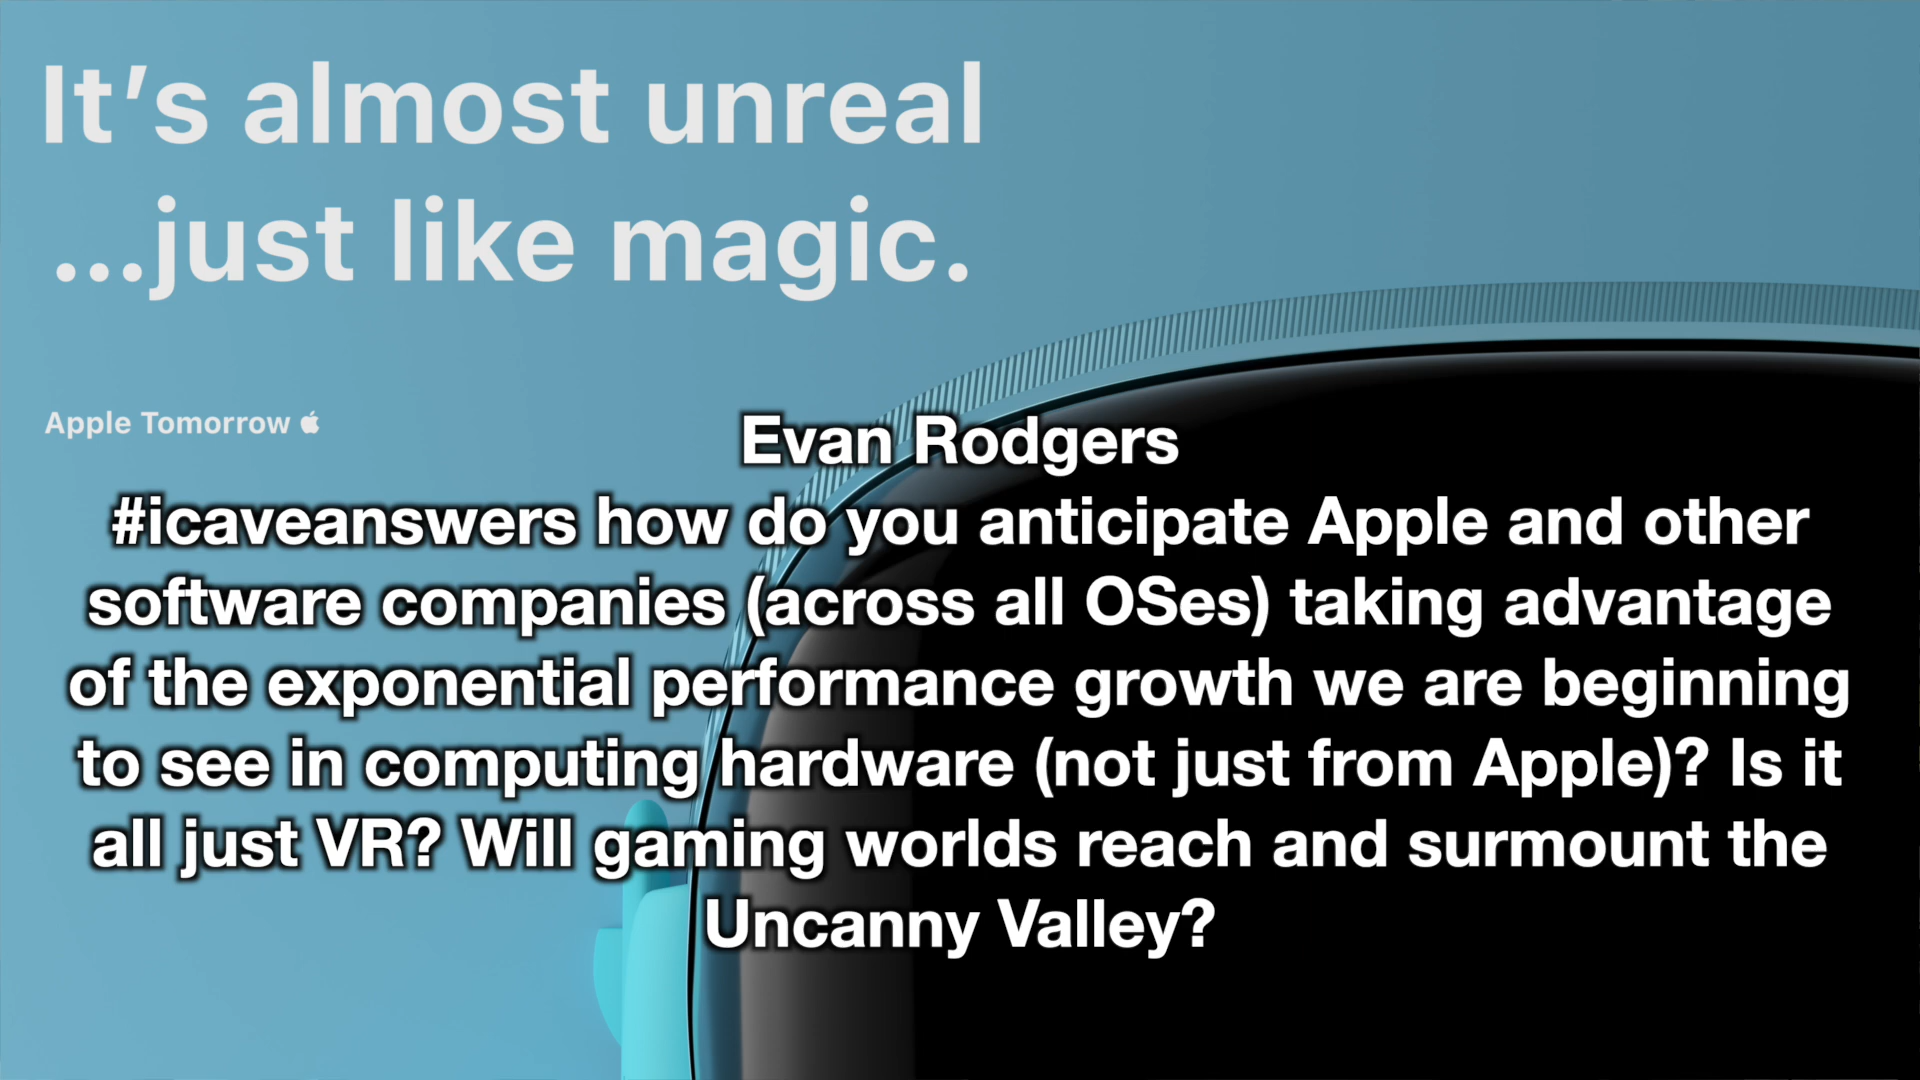 It’s almost unreal
...just like magic.
Apple Tomorrow
Evan Rodgers
#icaveanswers how do you anticipate Apple and other
software companies (across all OSes) taking advantage
of the exponential performance growth we are beginning
to see in computing hardware (not just from Apple)? Is it
all just VR? Will gaming worlds reach and surmount the
Uncanny Valley?